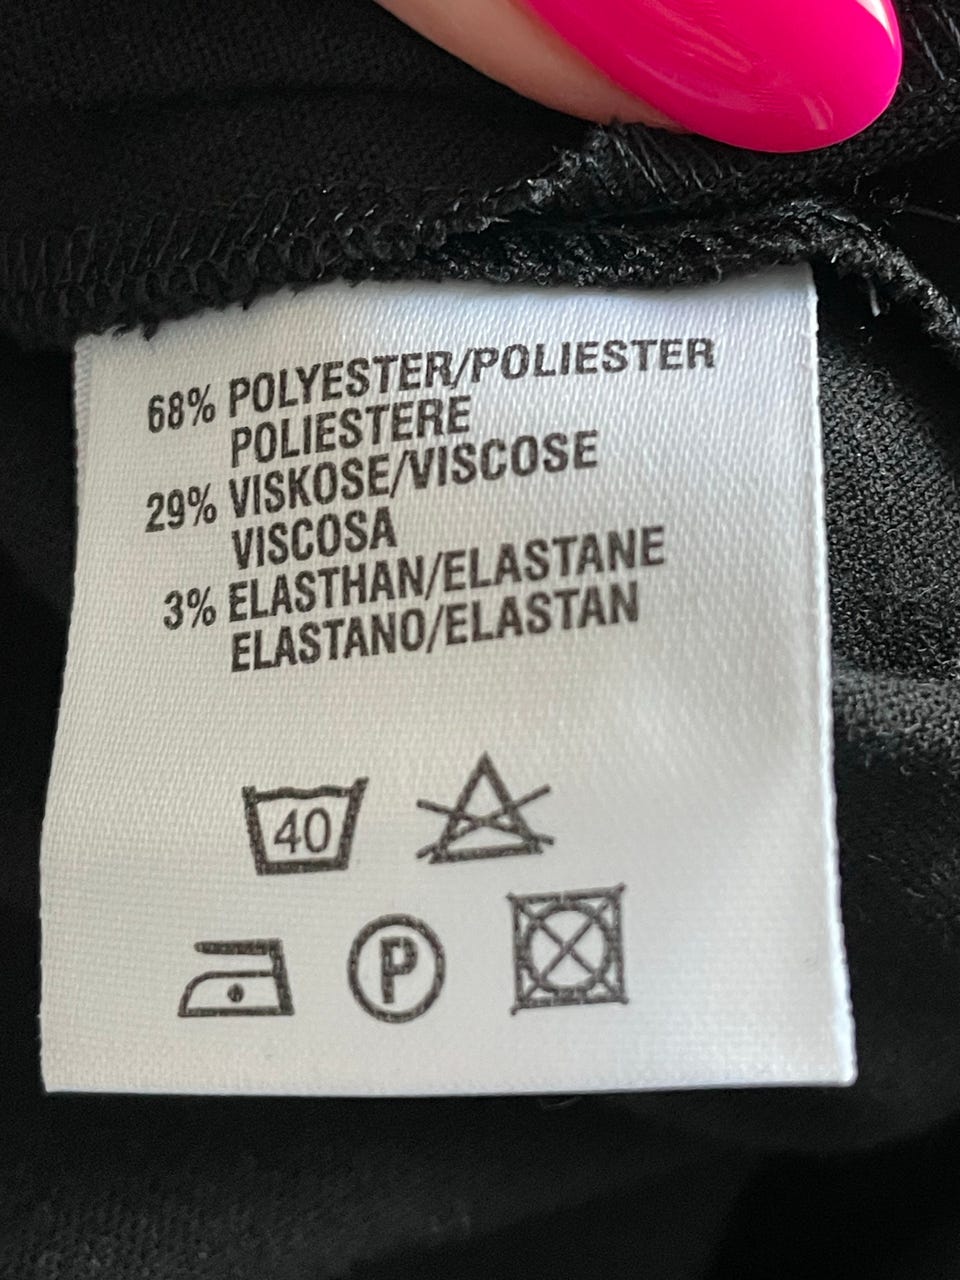 68% POLYESTER/POLIESTER
POLIESTERE
29% VISKOSE/VISCOSE
VISCOSA
3% ELASTHAN/ELASTANE
ELASTANO/ELASTAN
40
P